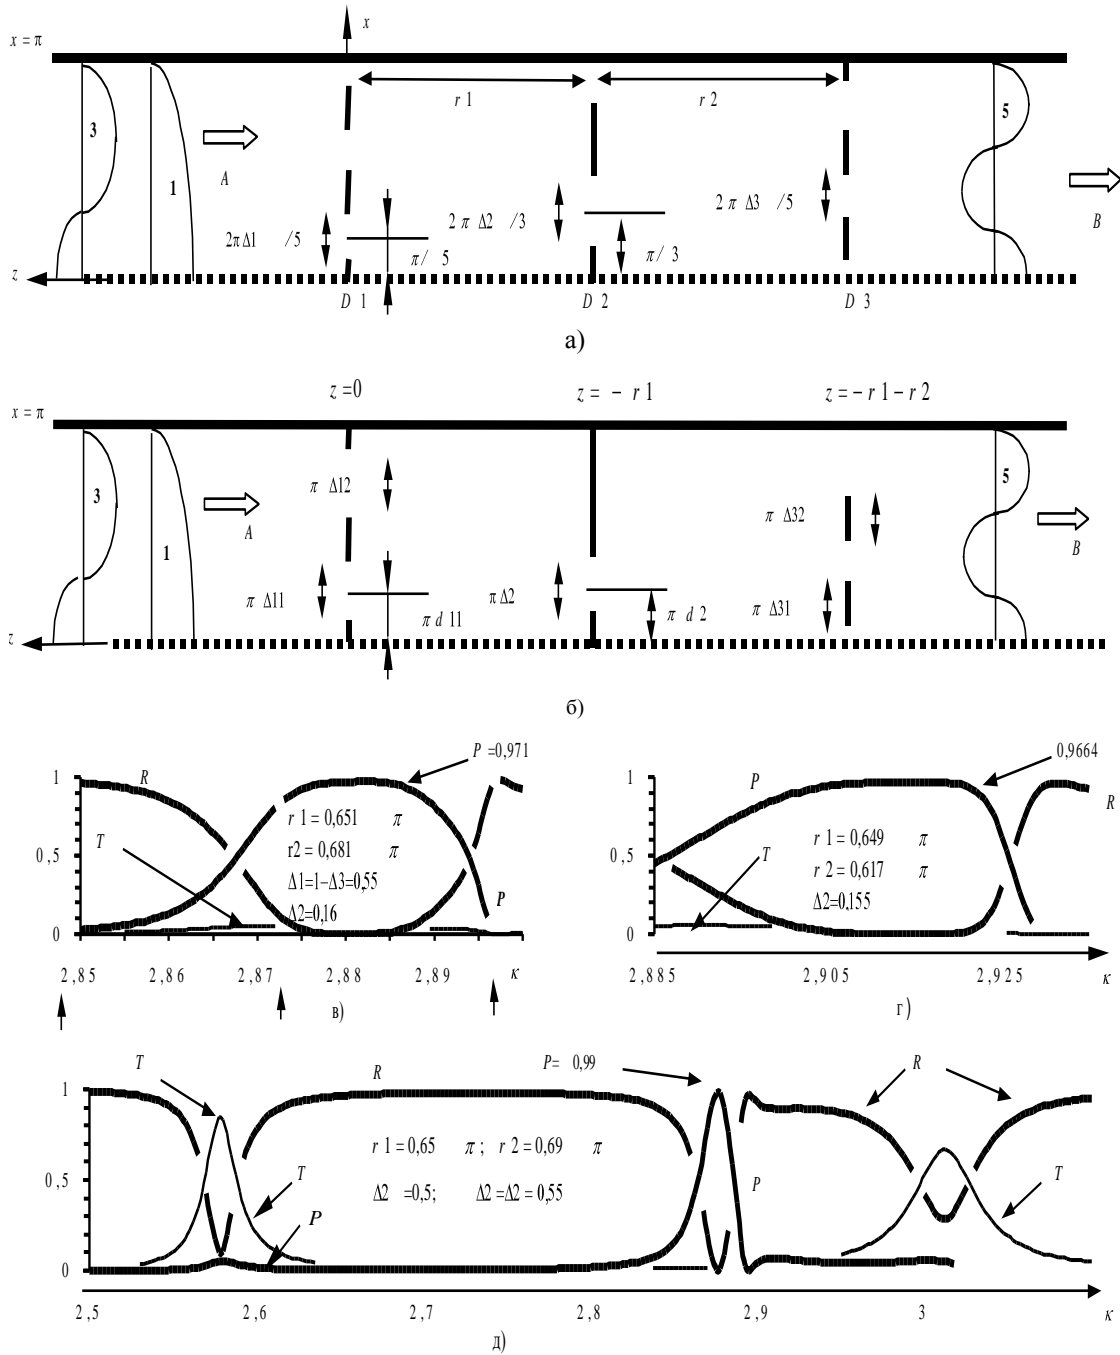 x
x = π
r 1
r 2
3
5
1
A
B
2π Δ1 /5
2 π Δ2 /3
2 π Δ3 /5
π/ 5
π/ 3
z
D 1
D 2
D 3
а)
z =0
z = − r 1
z = − r 1 − r 2
x = π
π Δ12
π Δ32
3
5
1
A
B
π Δ11
π d 11
π Δ2
π d 2
π Δ31
z
б)
P =0,971
1
R
r 1 = 0,651 π
T
r2 = 0,681 π
0,5
Δ1=1−Δ3=0,55
Δ2=0,16
P
0
2,85 2,86 2,87 2,88 2,89 κ
в)
0,9664
1
P
R
r 1 = 0,649 π
T
r 2 = 0,617 π
0,5
Δ2=0,155
0
2,885 2,905 2,925 κ
г)
T
R
P= 0,99
R
1
r 1 = 0,65 π ; r 2 = 0,69 π
T
P
T
0,5
Δ2 =0,5; Δ2 =Δ2 = 0,55
P
0
2,5 2,6 2,7 2,8 2,9 3 κ
д)